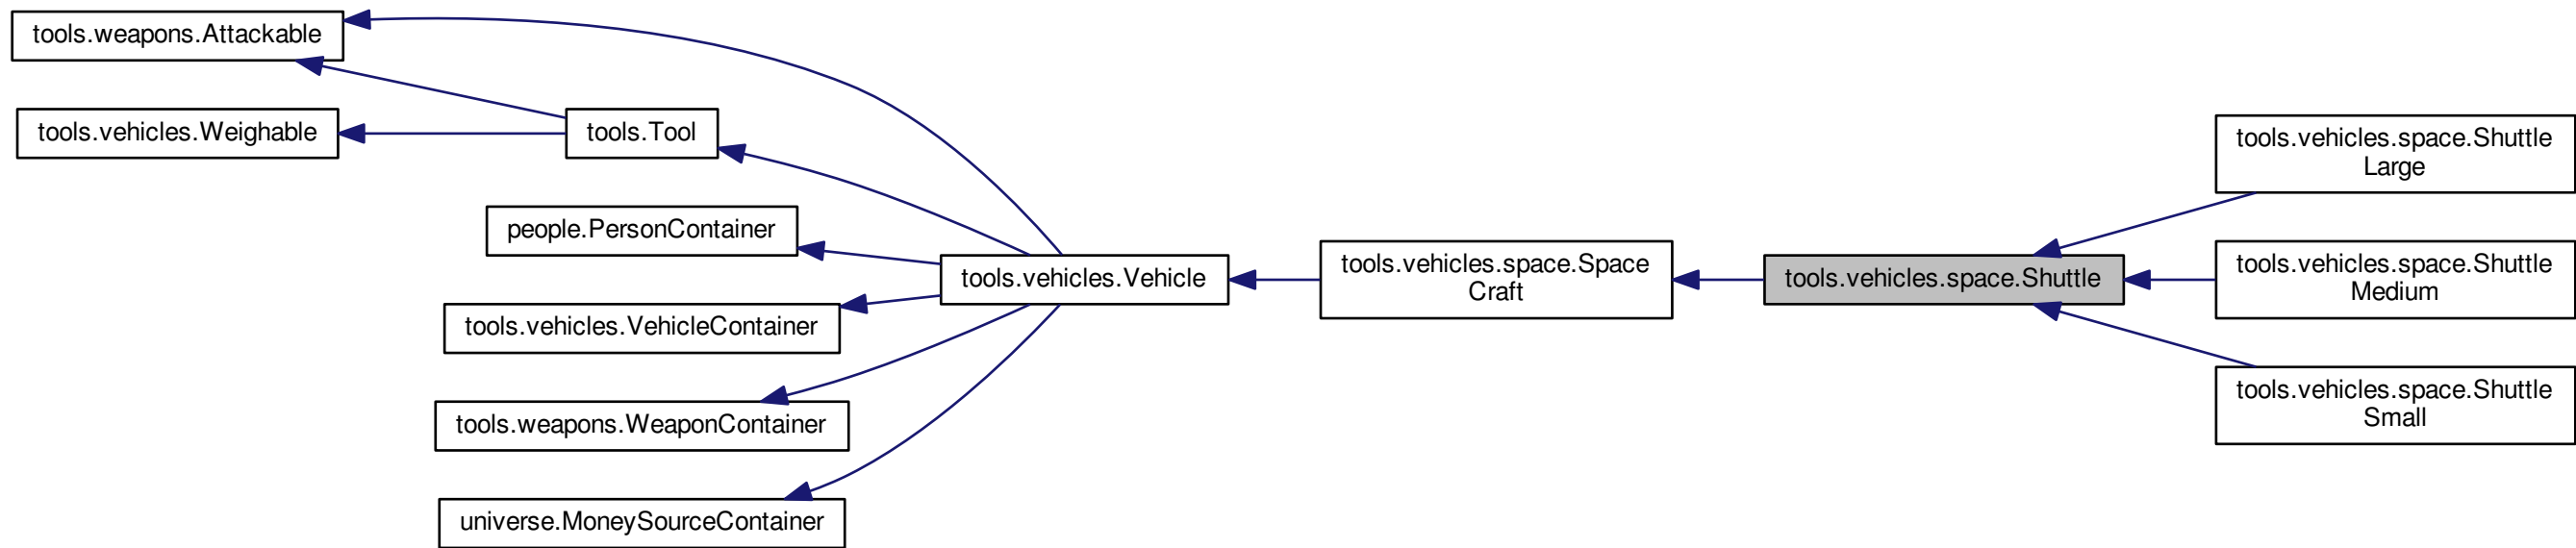 tools.weapons.Attackable
tools.vehicles.Weighable
tools.Tool
people.PersonContainer
tools.vehicles.VehicleContainer
tools.weapons.WeaponContainer
universe.MoneySourceContainer
tools.vehicles.Vehicle
tools.vehicles.space.Space
Craft
tools.vehicles.space.Shuttle
tools.vehicles.space.Shuttle
Large
tools.vehicles.space.Shuttle
Medium
tools.vehicles.space.Shuttle
Small